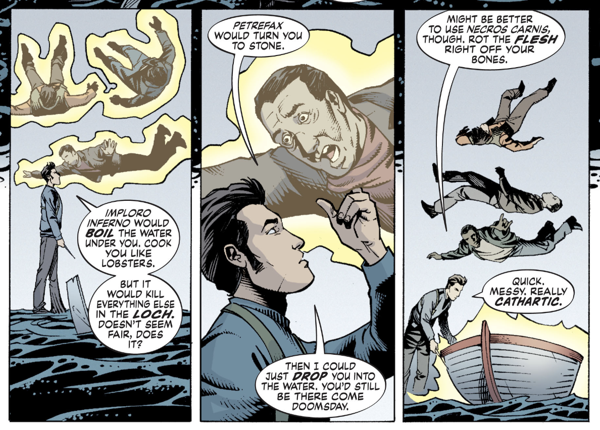 IMPLORO
INFERNO WOULD
BOIL THE WATER
UNDER YOU. COOK
YOU LIKE
LOBSTERS.
BUT IT
WOULD KILL
EVERYTHING ELSE
IN THE LOCH.
DOESN'T SEEM
FAIR, DOES
IT?
PETREFAX
WOULD TURN YOU
TO STONE.
THEN I COULD
JUST DROP YOU INTO
THE WATER. YOU'D STILL
BE THERE COME
DOOMSDAY.
MIGHT BE BETTER
TO USE NECROS CARNIS,
THOUGH. ROT THE FLESH
RIGHT OFF YOUR
BONES.
QUICK.
MESSY. REALLY
CATHARTIC.